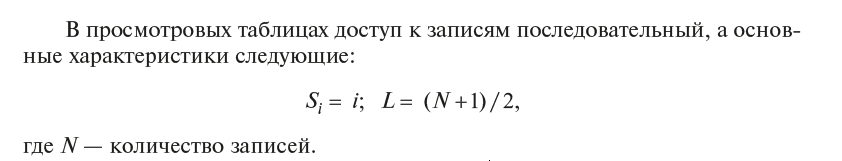 В просмотровых таблицах доступ к записям последовательный, а основ-
ные характеристики следующие:
S_i = i; L = (N+1)/2,
где N — количество записей.